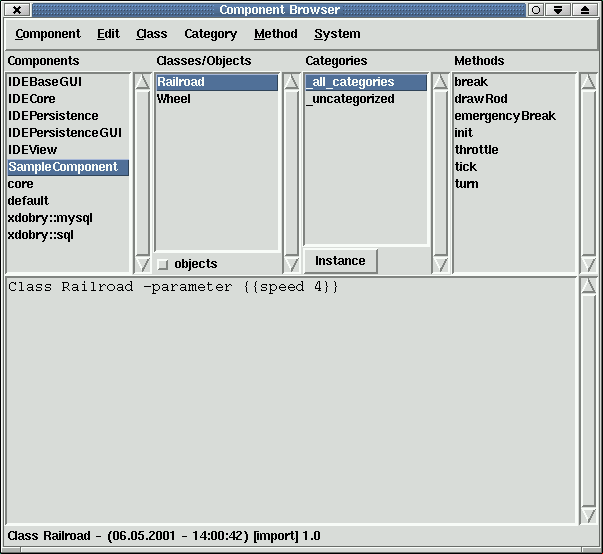 Component Browser
Component Edit Class Category Method System
Components
IDEBaseGUI
IDECore
IDEPersistence
IDEPersistenceGUI
IDEView
SampleComponent
core
default
xdobry::mysql
xdobry::sql
Classes/Objects
Railroad
Wheel
objects
Categories
_all_categories
_uncategorized
Instance
Methods
break
drawRod
emergencyBreak
init
throttle
tick
turn
Class Railroad -parameter {{speed 4}}
Class Railroad - (06.05.2001 - 14:00:42) [import] 1.0